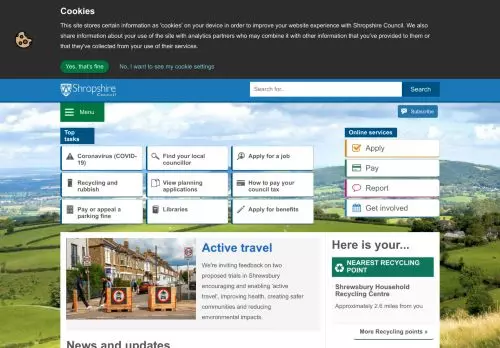 Cookies
This site stores certain information as 'cookies' on your device in order to improve your website experience with Shropshire Council. We also
share information about your use of the site with analytics partners who may combine it with other information that you've provided to them or
that they've collected from your use of their services.
Yes, that's fine
No, I want to see my cookie settings
Shropshire
Council
Search for...
Search
Menu
Subscribe
Top
tasks
Online services
Coronavirus (COVID-
19)
Find your local
councillor
Apply for a job
Recycling and
rubbish
View planning
applications
How to pay your
council tax
Pay or appeal a
parking fine
Libraries
Apply for benefits
Apply
Pay
Report
Get involved
Active travel
We're inviting feedback on two
proposed trials in Shrewsbury
encouraging and enabling 'active
travel', improving health, creating safer
communities and reducing
environmental impacts.
Here is your...
NEAREST RECYCLING
POINT
Shrewsbury Household
Recycling Centre
Approximately 2.6 miles from you
More Recycling points »
News and updates